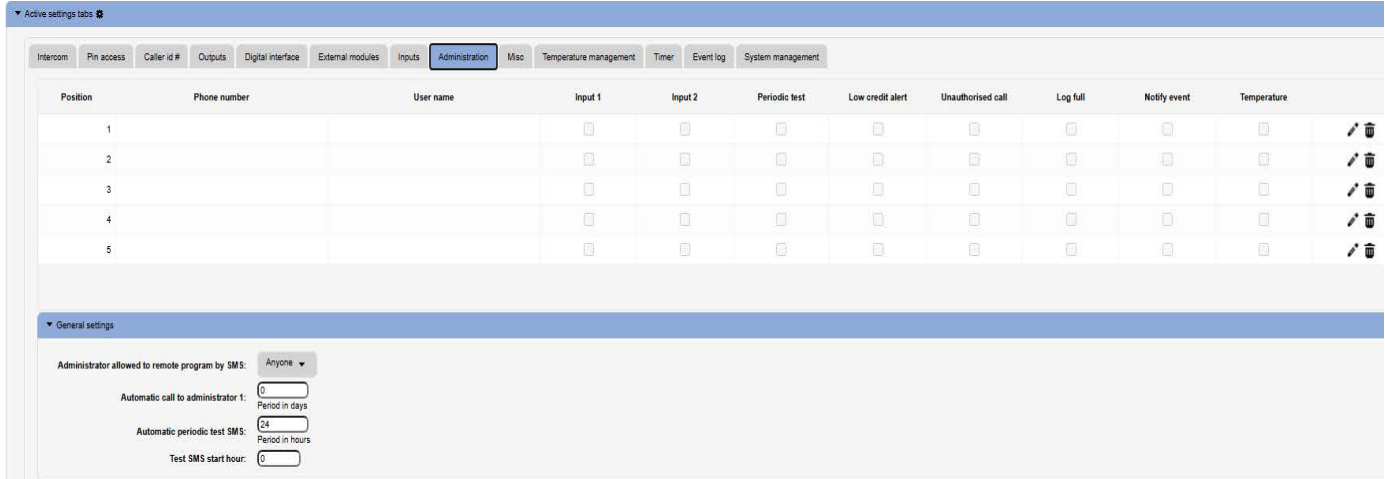 Active settings tabs
Intercom Pin access Caller id # Outputs Digital interface External modules Inputs Administration Misc Temperature management Timer Event log System management
Position Phone number User name Input 1 Input 2 Periodic test Low credit alert Unauthorised call Log full Notify event Temperature
1
2
3
4
5
General settings
Administrator allowed to remote program by SMS: Anyone
Automatic call to administrator 1: 0
Period in days
Automatic periodic test SMS: 24
Period in hours
Test SMS start hour: 0